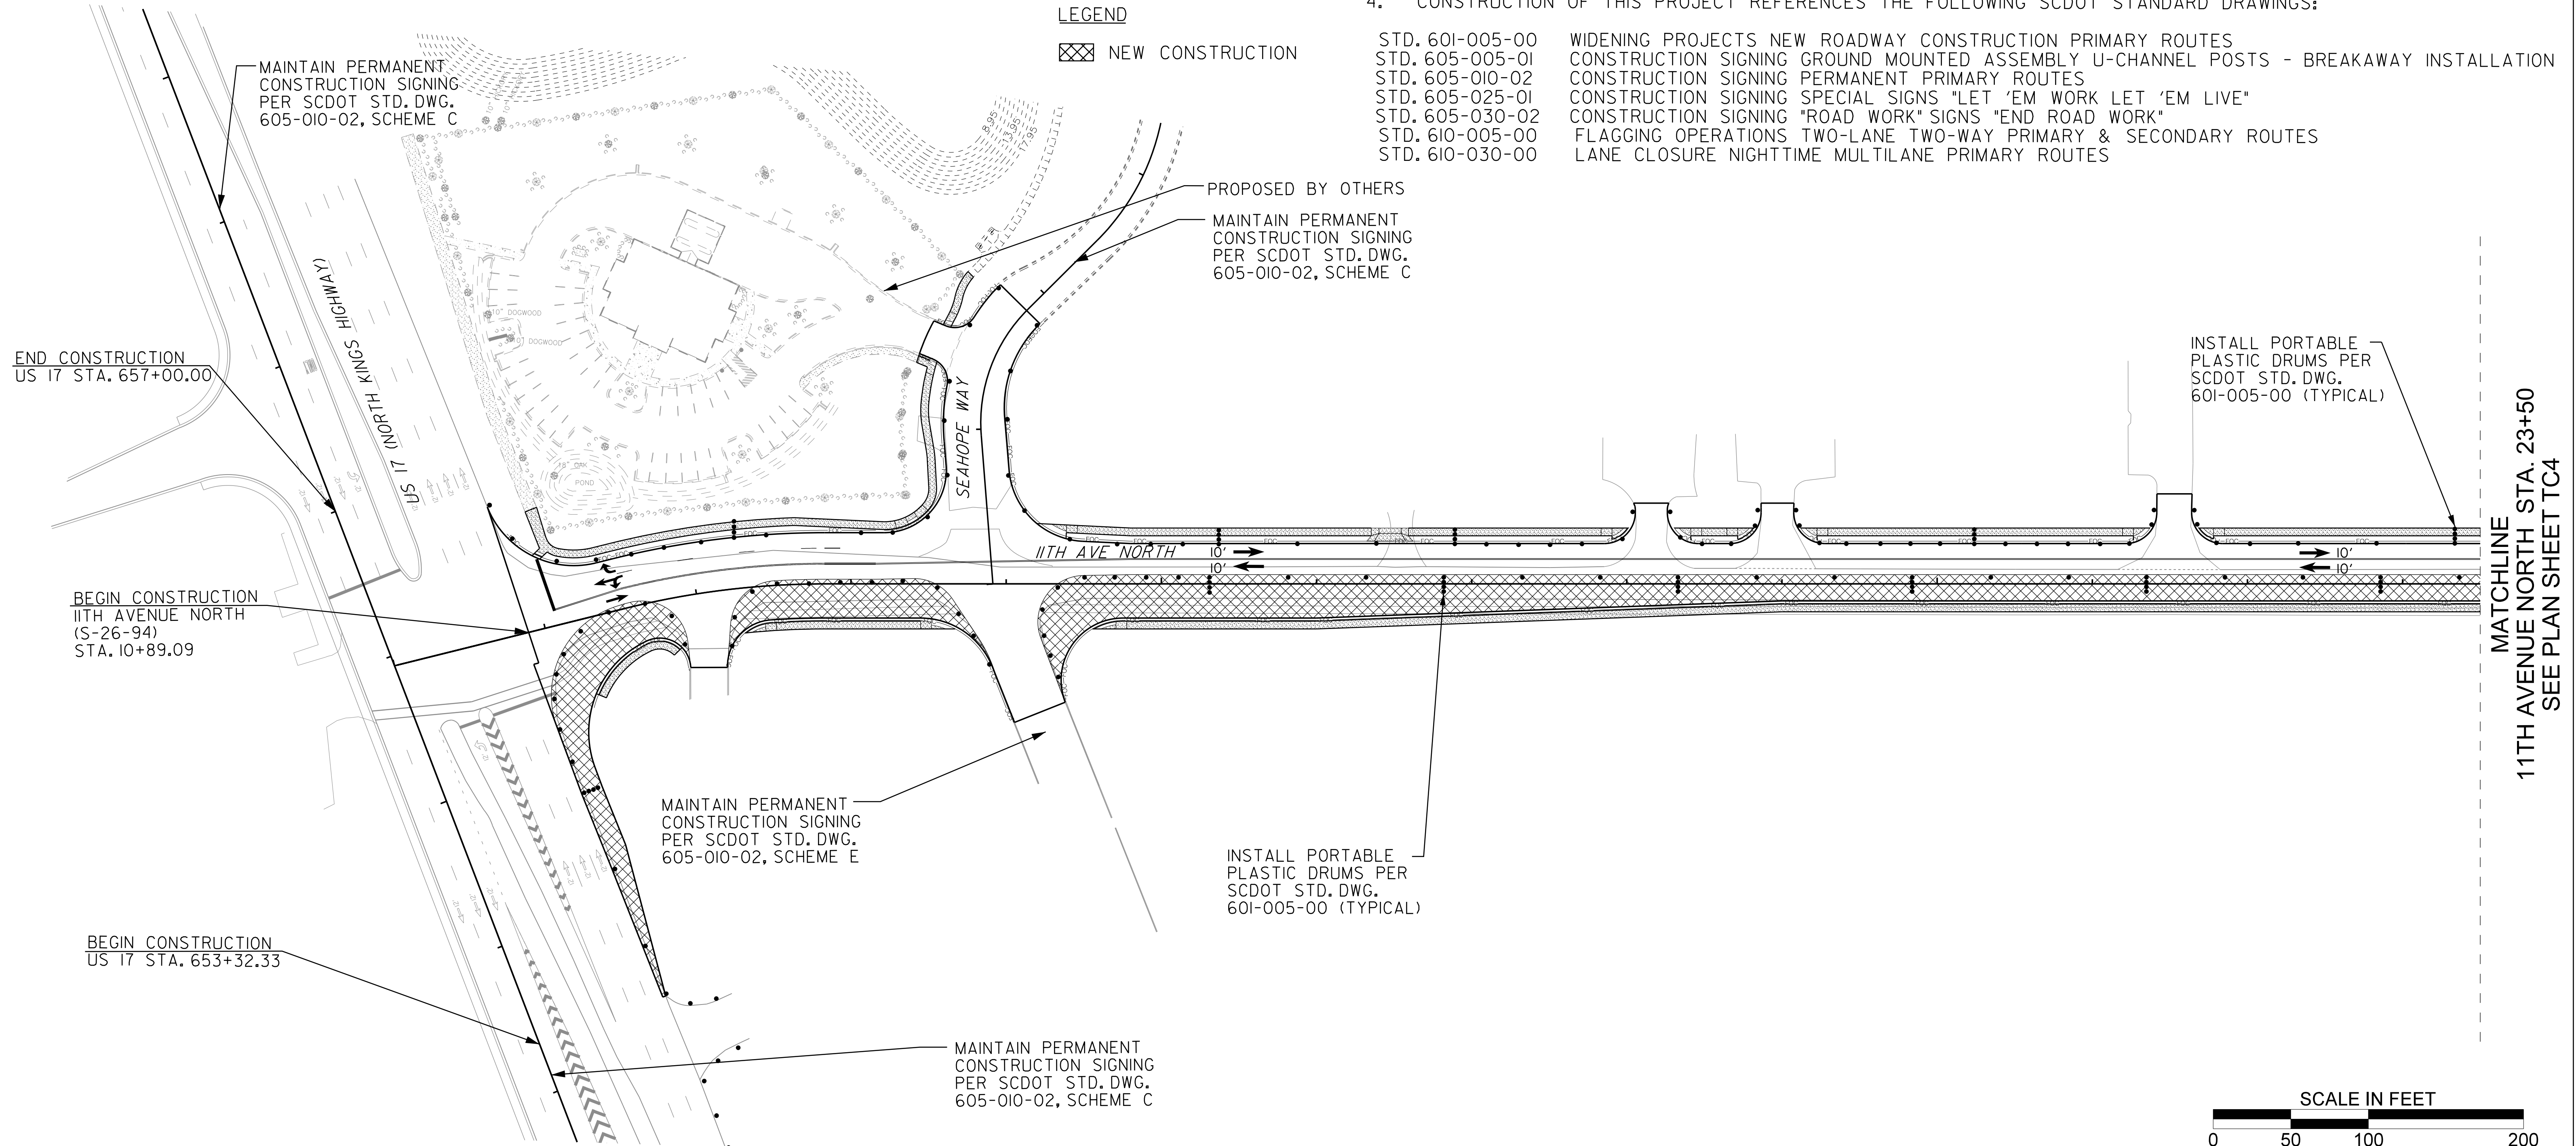 LEGEND
NEW CONSTRUCTION
4. CONSTRUCTION OF THIS PROJECT REFERENCES THE FOLLOWING SCDOT STANDARD DRAWINGS:
STD. 601-005-00 WIDENING PROJECTS NEW ROADWAY CONSTRUCTION PRIMARY ROUTES
STD. 605-005-01 CONSTRUCTION SIGNING GROUND MOUNTED ASSEMBLY U-CHANNEL POSTS - BREAKAWAY INSTALLATION
STD. 605-010-02 CONSTRUCTION SIGNING PERMANENT PRIMARY ROUTES
STD. 605-025-01 CONSTRUCTION SIGNING SPECIAL SIGNS "LET 'EM WORK LET 'EM LIVE"
STD. 605-030-02 CONSTRUCTION SIGNING "ROAD WORK" SIGNS "END ROAD WORK"
STD. 610-005-00 FLAGGING OPERATIONS TWO-LANE TWO-WAY PRIMARY & SECONDARY ROUTES
STD. 610-030-00 LANE CLOSURE NIGHTTIME MULTILANE PRIMARY ROUTES
MAINTAIN PERMANENT
CONSTRUCTION SIGNING
PER SCDOT STD. DWG.
605-010-02, SCHEME C
8.95
13.95
17.95
PROPOSED BY OTHERS
MAINTAIN PERMANENT
CONSTRUCTION SIGNING
PER SCDOT STD. DWG.
605-010-02, SCHEME C
US 17 (NORTH KINGS HIGHWAY)
10" DOGWOOD
DOGWOOD
OAK
POND
SEAHOPE WAY
END CONSTRUCTION
US 17 STA. 657+00.00
INSTALL PORTABLE
PLASTIC DRUMS PER
SCDOT STD. DWG.
601-005-00 (TYPICAL)
11TH AVE NORTH
10'
10'
10'
10'
MATCHLINE
11TH AVENUE NORTH STA. 23+50
SEE PLAN SHEET TC4
BEGIN CONSTRUCTION
11TH AVENUE NORTH
(S-26-94)
STA. 10+89.09
MAINTAIN PERMANENT
CONSTRUCTION SIGNING
PER SCDOT STD. DWG.
605-010-02, SCHEME E
INSTALL PORTABLE
PLASTIC DRUMS PER
SCDOT STD. DWG.
601-005-00 (TYPICAL)
BEGIN CONSTRUCTION
US 17 STA. 653+32.33
MAINTAIN PERMANENT
CONSTRUCTION SIGNING
PER SCDOT STD. DWG.
605-010-02, SCHEME C
SCALE IN FEET
0 50 100 200